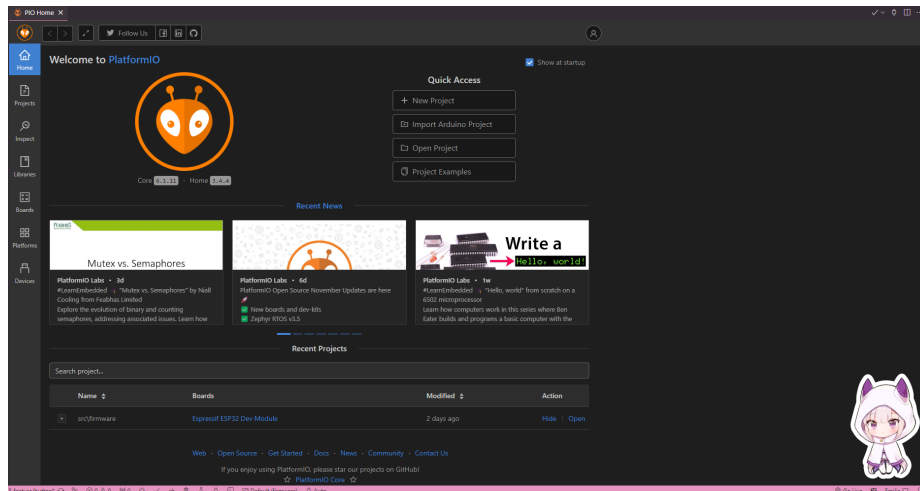 PIO Home
Follow Us
Home
Projects
Inspect
Libraries
Boards
Platforms
Devices
Welcome to PlatformIO
Show at startup
Core 6.1.11 · Home 3.4.4
Quick Access
New Project
Import Arduino Project
Open Project
Project Examples
Recent News
Mutex vs. Semaphores
PlatformIO Labs • 3d
#LearnEmbedded "Mutex vs. Semaphores" by Niall
Cooling from Feabhas Limited
Explore the evolution of binary and counting
semaphores, addressing associated issues. Learn how
PlatformIO Labs • 6d
PlatformIO Open Source November Updates are here
New boards and dev-kits
Zephyr RTOS v3.5
Write a
Hello, world!
PlatformIO Labs • 1w
#LearnEmbedded "Hello, world" from scratch on a
6502 microprocessor
Learn how computers work in this series where Ben
Eater builds and programs a basic computer with the
Recent Projects
Search project...
Name Boards Modified Action
src\firmware Espressif ESP32 Dev Module 2 days ago Hide Open
Web · Open Source · Get Started · Docs · News · Community · Contact Us
If you enjoy using PlatformIO, please star our projects on GitHub!
PlatformIO Core